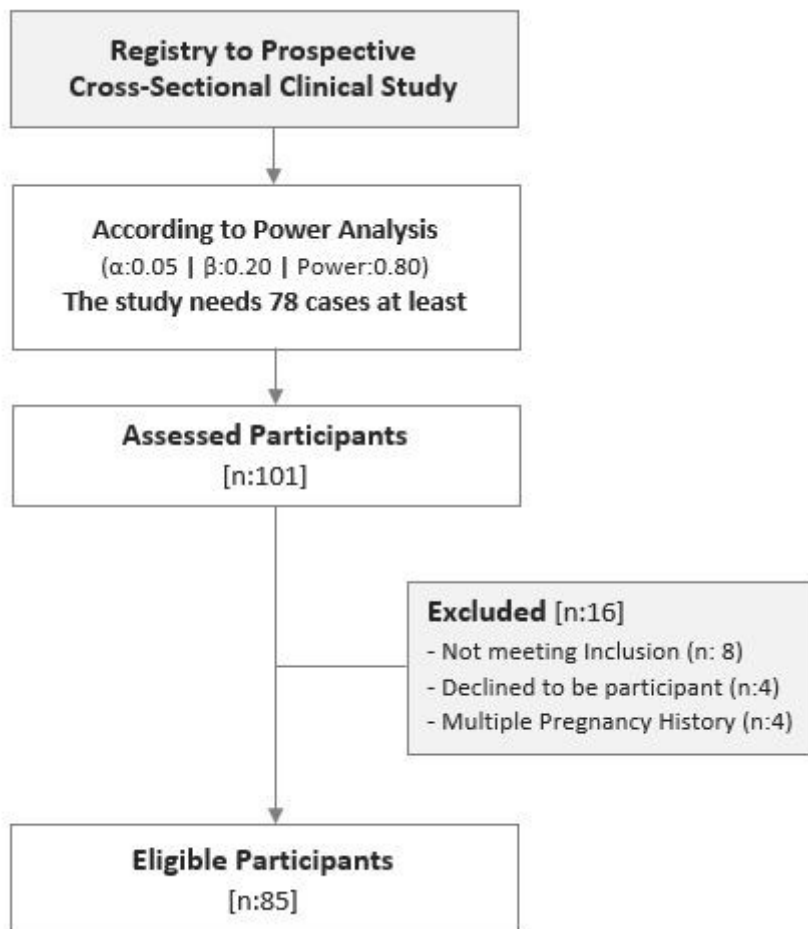 Registry to Prospective
Cross-Sectional Clinical Study
According to Power Analysis
(α:0.05 | β:0.20 | Power:0.80)
The study needs 78 cases at least
Assessed Participants
[n:101]
Excluded [n:16]
- Not meeting Inclusion (n: 8)
- Declined to be participant (n:4)
- Multiple Pregnancy History (n:4)
Eligible Participants
[n:85]